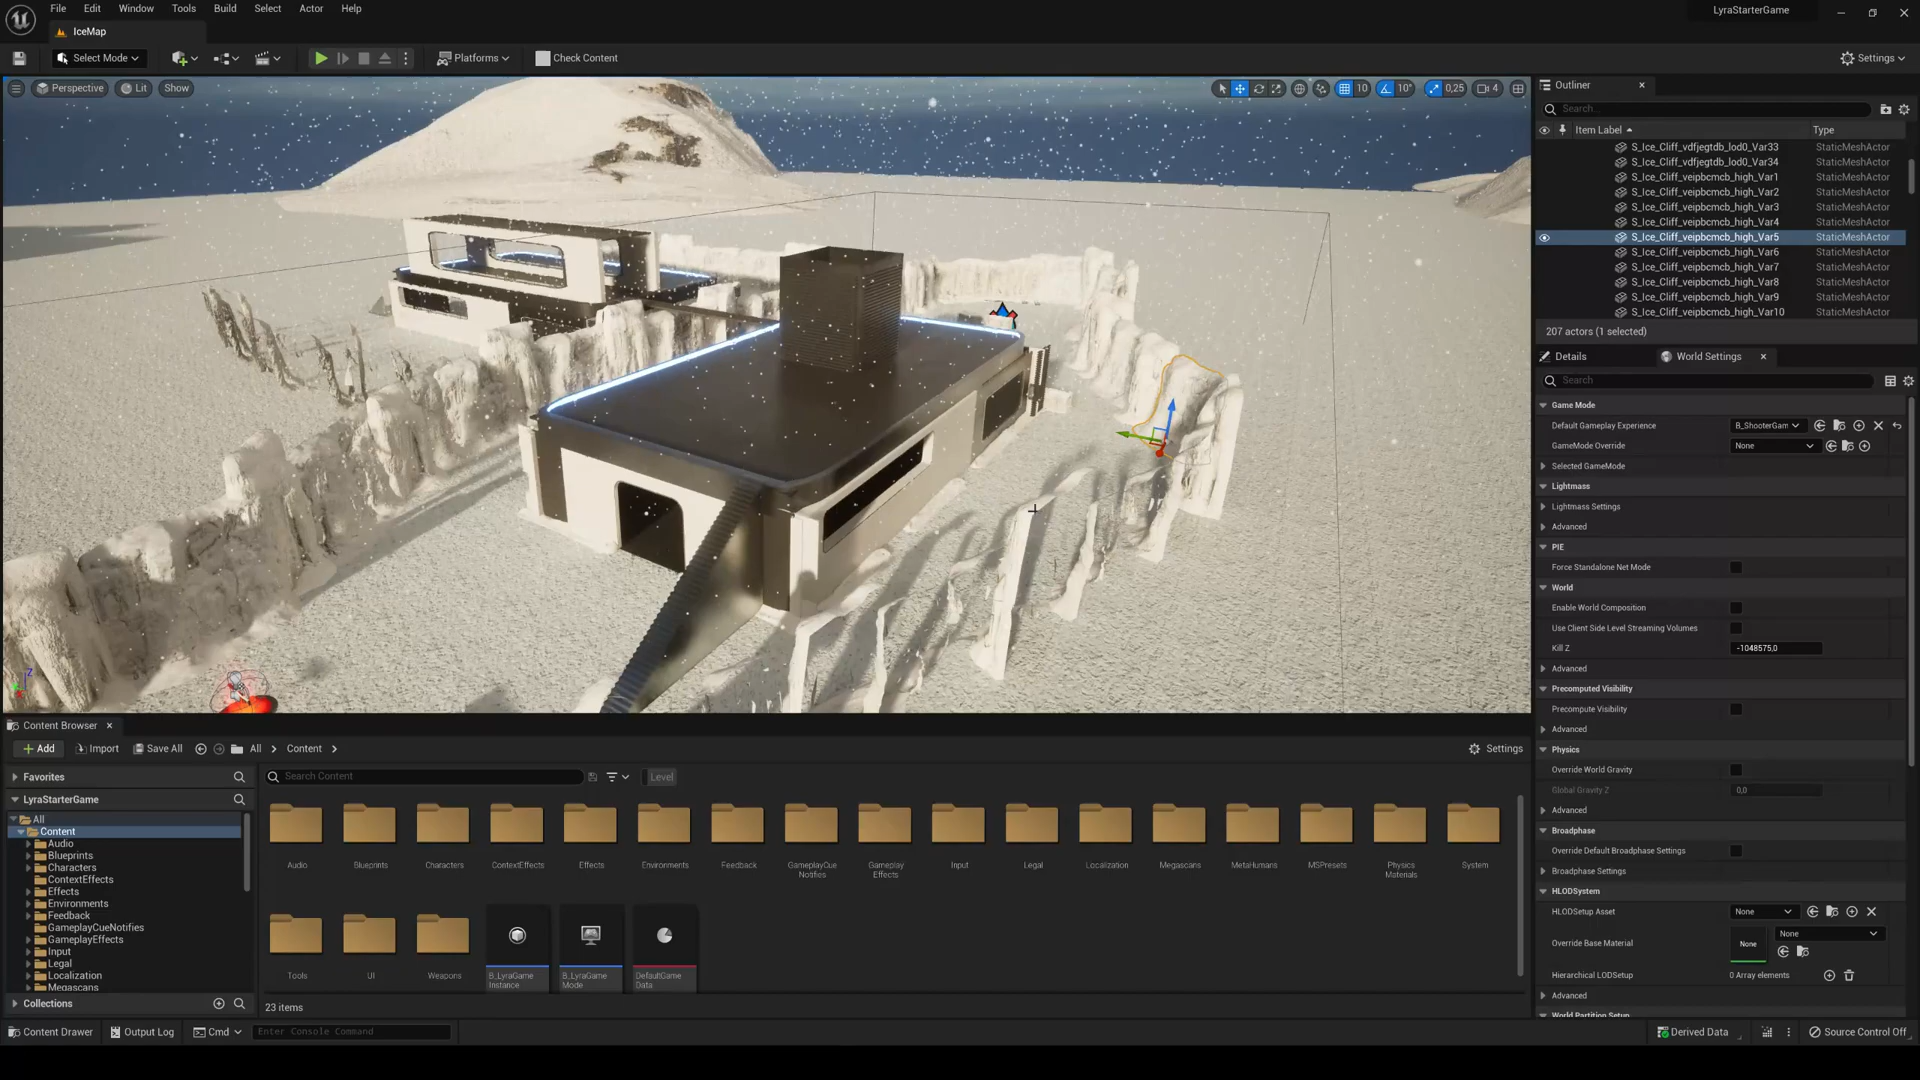 File Edit Window Tools Build Select Actor Help
LyraStarterGame
IceMap
Select Mode
Platforms
Check Content
Settings
Perspective
Lit
Show
10
10°
0,25
4
Outliner
Search...
Item Label
Type
S_Ice_Cliff_vdfjegtdb_lod0_Var33 StaticMeshActor
S_Ice_Cliff_vdfjegtdb_lod0_Var34 StaticMeshActor
S_Ice_Cliff_veipbcmcb_high_Var1 StaticMeshActor
S_Ice_Cliff_veipbcmcb_high_Var2 StaticMeshActor
S_Ice_Cliff_veipbcmcb_high_Var3 StaticMeshActor
S_Ice_Cliff_veipbcmcb_high_Var4 StaticMeshActor
S_Ice_Cliff_veipbcmcb_high_Var5 StaticMeshActor
S_Ice_Cliff_veipbcmcb_high_Var6 StaticMeshActor
S_Ice_Cliff_veipbcmcb_high_Var7 StaticMeshActor
S_Ice_Cliff_veipbcmcb_high_Var8 StaticMeshActor
S_Ice_Cliff_veipbcmcb_high_Var9 StaticMeshActor
S_Ice_Cliff_veipbcmcb_high_Var10 StaticMeshActor
207 actors (1 selected)
Details
World Settings
Search
Game Mode
Default Gameplay Experience B_ShooterGam
GameMode Override None
Selected GameMode
Lightmass
Lightmass Settings
Advanced
PIE
Force Standalone Net Mode
World
Enable World Composition
Use Client Side Level Streaming Volumes
Kill Z -1048575,0
Advanced
Precomputed Visibility
Precompute Visibility
Advanced
Physics
Override World Gravity
Global Gravity Z 0,0
Advanced
Broadphase
Override Default Broadphase Settings
Broadphase Settings
HLODSystem
HLODSetup Asset None
Override Base Material None None
Hierarchical LODSetup 0 Array elements
Advanced
World Partition Setup
Z
Content Browser
Add
Import
Save All
All
Content
Settings
Favorites
LyraStarterGame
All
Content
Audio
Blueprints
Characters
ContextEffects
Effects
Environments
Feedback
GameplayCueNotifies
GameplayEffects
Input
Legal
Localization
Megascans
Collections
Search Content
Level
Audio
Blueprints
Characters
ContextEffects
Effects
Environments
Feedback
GameplayCue
Notifies
Gameplay
Effects
Input
Legal
Localization
Megascans
MetaHumans
MSPresets
Physics
Materials
System
Tools
UI
Weapons
B_LyraGame
Instance
B_LyraGame
Mode
DefaultGame
Data
23 items
Content Drawer
Output Log
Cmd
Enter Console Command
Derived Data
Source Control Off